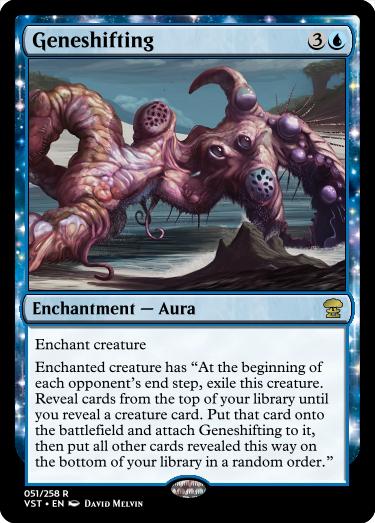 Geneshifting 3
Enchantment — Aura
Enchant creature
Enchanted creature has “At the beginning of
each opponent’s end step, exile this creature.
Reveal cards from the top of your library until
you reveal a creature card. Put that card onto
the battlefield and attach Geneshifting to it,
then put all other cards revealed this way on
the bottom of your library in a random order.”
051/258 R
VST • EN David Melvin